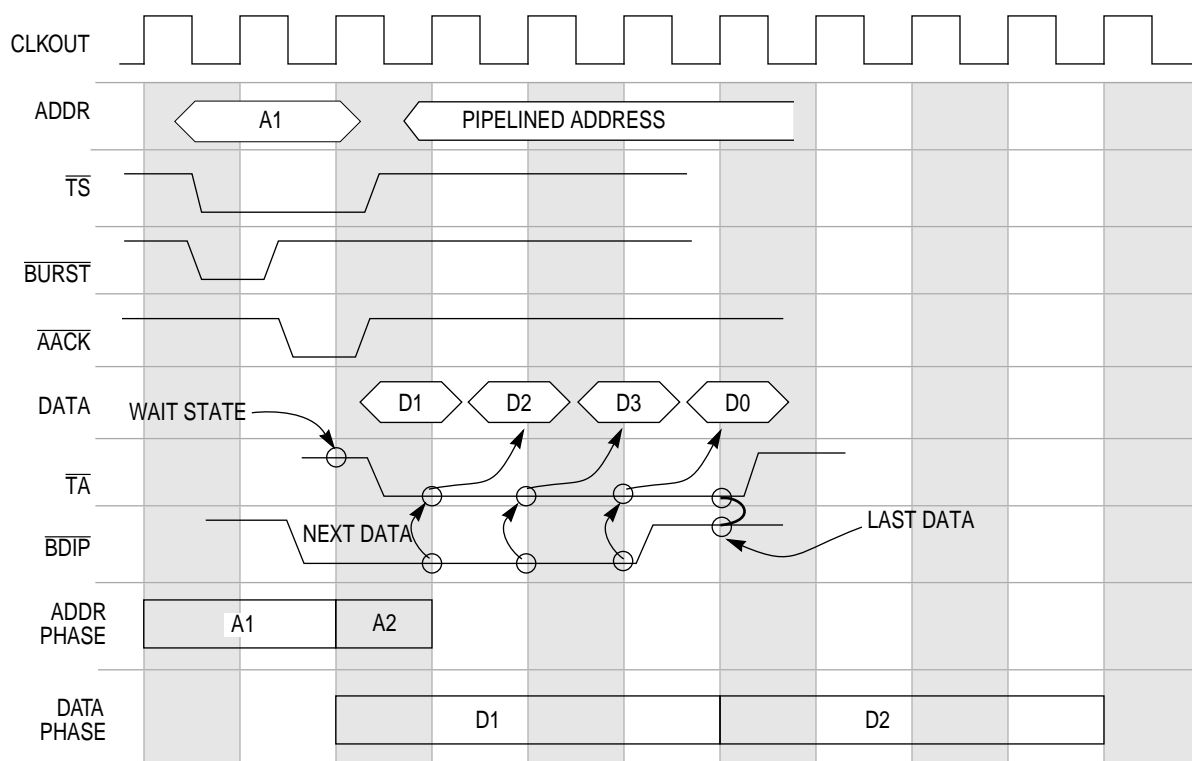 CLKOUT
ADDR
A1
PIPELINED ADDRESS
TS
BURST
AACK
DATA
WAIT STATE
D1
D2
D3
D0
TA
NEXT DATA
LAST DATA
BDIP
ADDR
PHASE
A1
A2
DATA
PHASE
D1
D2